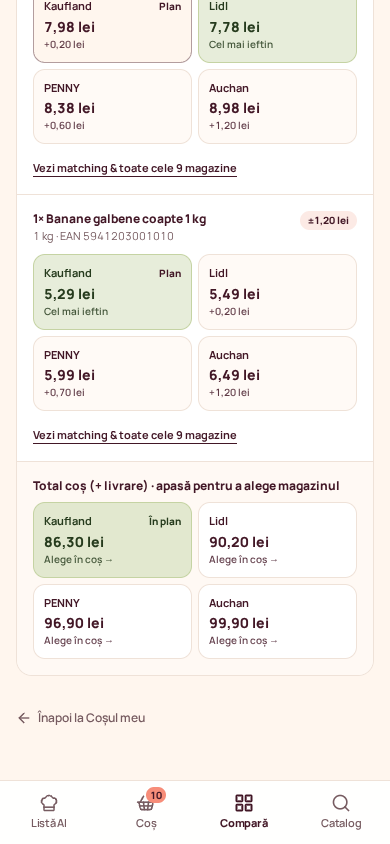 Kaufland Plan
7,98 lei
+0,20 lei
Lidl
7,78 lei
Cel mai ieftin
PENNY
8,38 lei
+0,60 lei
Auchan
8,98 lei
+1,20 lei
Vezi matching & toate cele 9 magazine
1× Banane galbene coapte 1 kg
±1,20 lei
1 kg · EAN 5941203001010
Kaufland Plan
5,29 lei
Cel mai ieftin
Lidl
5,49 lei
+0,20 lei
PENNY
5,99 lei
+0,70 lei
Auchan
6,49 lei
+1,20 lei
Vezi matching & toate cele 9 magazine
Total coș (+ livrare) · apasă pentru a alege magazinul
Kaufland În plan
86,30 lei
Alege în coș →
Lidl
90,20 lei
Alege în coș →
PENNY
96,90 lei
Alege în coș →
Auchan
99,90 lei
Alege în coș →
← Înapoi la Coșul meu
10
Listă AI
Coș
Compară
Catalog